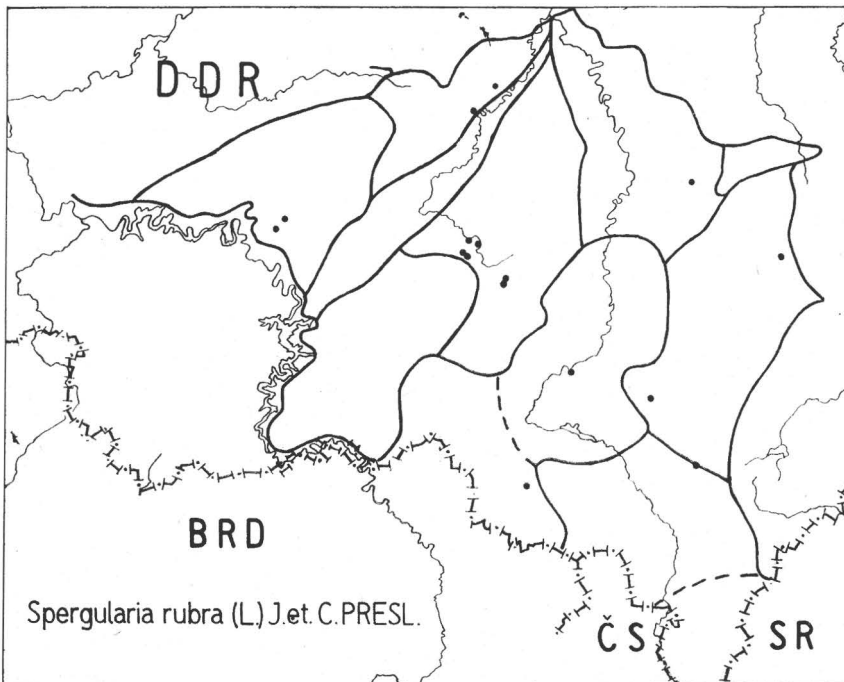 DDR
BRD
Spergularia rubra (L.) J. et. C. PRESL.
ČS SR